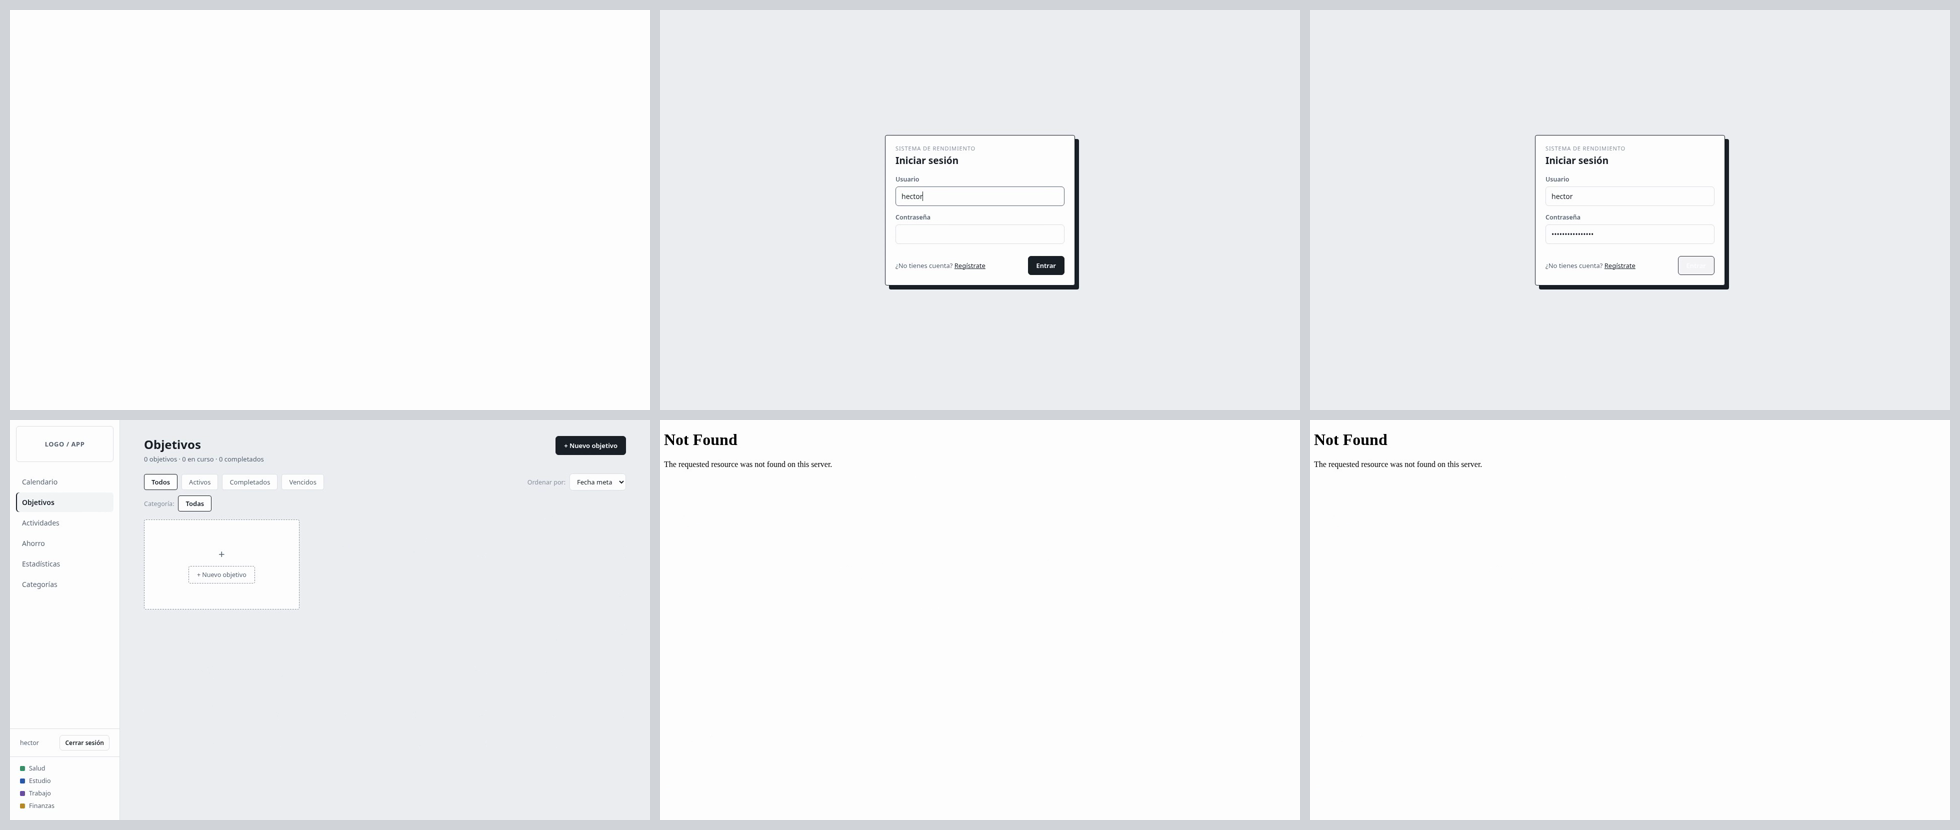 SISTEMA DE RENDIMIENTO
Iniciar sesión
Usuario
hector
Contraseña
¿No tienes cuenta? Regístrate
Entrar
SISTEMA DE RENDIMIENTO
Iniciar sesión
Usuario
hector
Contraseña
••••••••••••••••
¿No tienes cuenta? Regístrate
LOGO / APP
Calendario
Objetivos
Actividades
Ahorro
Estadísticas
Categorías
hector
Cerrar sesión
Salud
Estudio
Trabajo
Finanzas
Objetivos
+ Nuevo objetivo
0 objetivos · 0 en curso · 0 completados
Todos Activos Completados Vencidos
Ordenar por: Fecha meta
Categoría: Todas
+
+ Nuevo objetivo
Not Found
The requested resource was not found on this server.
Not Found
The requested resource was not found on this server.